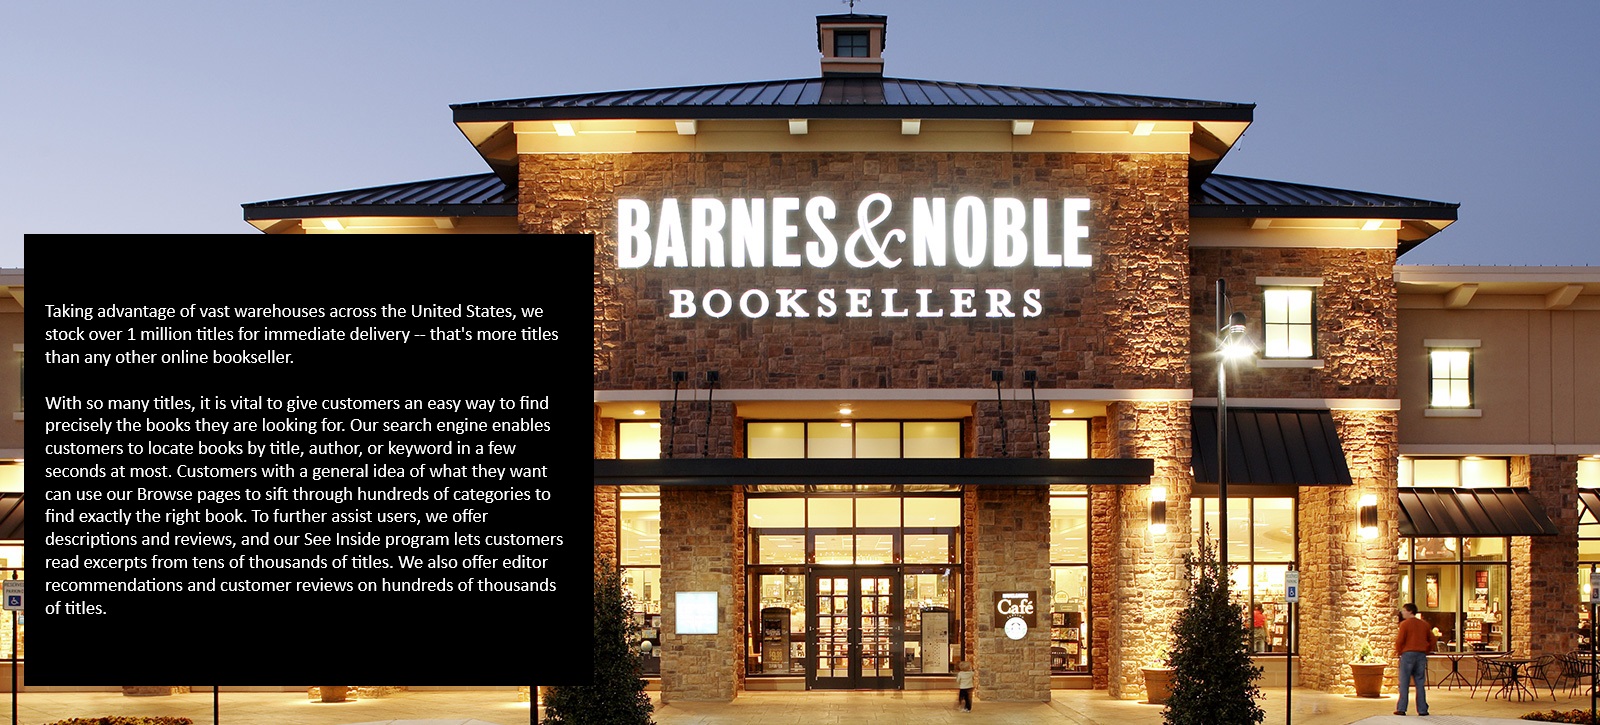 BARNES & NOBLE
BOOKSELLERS
Taking advantage of vast warehouses across the United States, we
stock over 1 million titles for immediate delivery -- that's more titles
than any other online bookseller.
With so many titles, it is vital to give customers an easy way to find
precisely the books they are looking for. Our search engine enables
customers to locate books by title, author, or keyword in a few
seconds at most. Customers with a general idea of what they want
can use our Browse pages to sift through hundreds of categories to
find exactly the right book. To further assist users, we offer
descriptions and reviews, and our See Inside program lets customers
read excerpts from tens of thousands of titles. We also offer editor
recommendations and customer reviews on hundreds of thousands
of titles.
Café